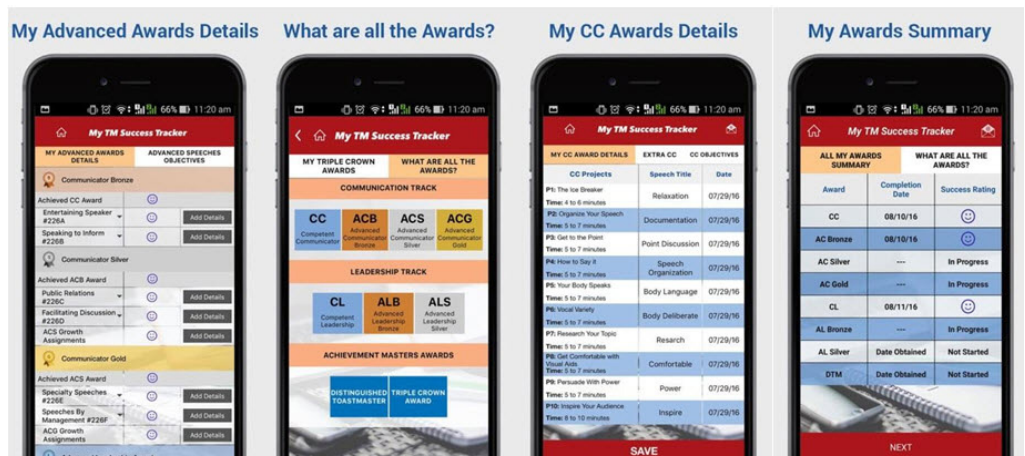 My Advanced Awards Details
What are all the Awards?
My CC Awards Details
My Awards Summary
66% 11:20 am
My TM Success Tracker
MY ADVANCED AWARDS
DETAILS
ADVANCED SPEECHES
OBJECTIVES
Communicator Bronze
Achieved CC Award
Entertaining Speaker
#226A
Add Details
Speaking to Inform
#226B
Add Details
Communicator Silver
Achieved ACB Award
Public Relations
#226C
Add Details
Facilitating Discussion
#226D
Add Details
ACS Growth
Assignments
Add Details
Communicator Gold
Achieved ACS Award
Specialty Speeches
#226E
Add Details
Speeches By
Management #226F
Add Details
ACG Growth
Assignments
Add Details
66% 11:20 am
My TM Success Tracker
MY TRIPLE CROWN
AWARDS
WHAT ARE ALL THE
AWARDS?
COMMUNICATION TRACK
CC
Competent
Communicator
ACB
Advanced
Communicator
Bronze
ACS
Advanced
Communicator
Silver
ACG
Advanced
Communicator
Gold
LEADERSHIP TRACK
CL
Competent
Leadership
ALB
Advanced
Leadership
Bronze
ALS
Advanced
Leadership
Silver
ACHIEVEMENT MASTERS AWARDS
DISTINGUISHED
TOASTMASTER
TRIPLE CROWN
AWARD
66% 11:20 am
My TM Success Tracker
MY CC AWARD DETAILS
EXTRA CC
CC OBJECTIVES
CC Projects Speech Title Date
P1: The Ice Breaker
Time: 4 to 6 minutes
Relaxation 07/29/16
P2: Organize Your Speech
Time: 5 to 7 minutes
Documentation 07/29/16
P3: Get to the Point
Time: 5 to 7 minutes
Point Discussion 07/29/16
P4: How to Say it
Time: 5 to 7 minutes
Speech
Organization
07/29/16
P5: Your Body Speaks
Time: 5 to 7 minutes
Body Language 07/29/16
P6: Vocal Variety
Time: 5 to 7 minutes
Body Deliberate 07/29/16
P7: Research Your Topic
Time: 5 to 7 minutes
Resarch 07/29/16
P8: Get Comfortable with
Visual Aids
Time: 5 to 7 minutes
Comfortable 07/29/16
P9: Persuade With Power
Time: 5 to 7 minutes
Power 07/29/16
P10: Inspire Your Audience
Time: 8 to 10 minutes
Inspire 07/29/16
SAVE
66% 11:20 am
My TM Success Tracker
ALL MY AWARDS
SUMMARY
WHAT ARE ALL THE
AWARDS?
Award
Completion
Date
Success Rating
CC 08/10/16
AC Bronze 08/10/16
AC Silver --- In Progress
AC Gold --- In Progress
CL 08/11/16
AL Bronze --- In Progress
AL Silver Date Obtained Not Started
DTM Date Obtained Not Started
NEXT